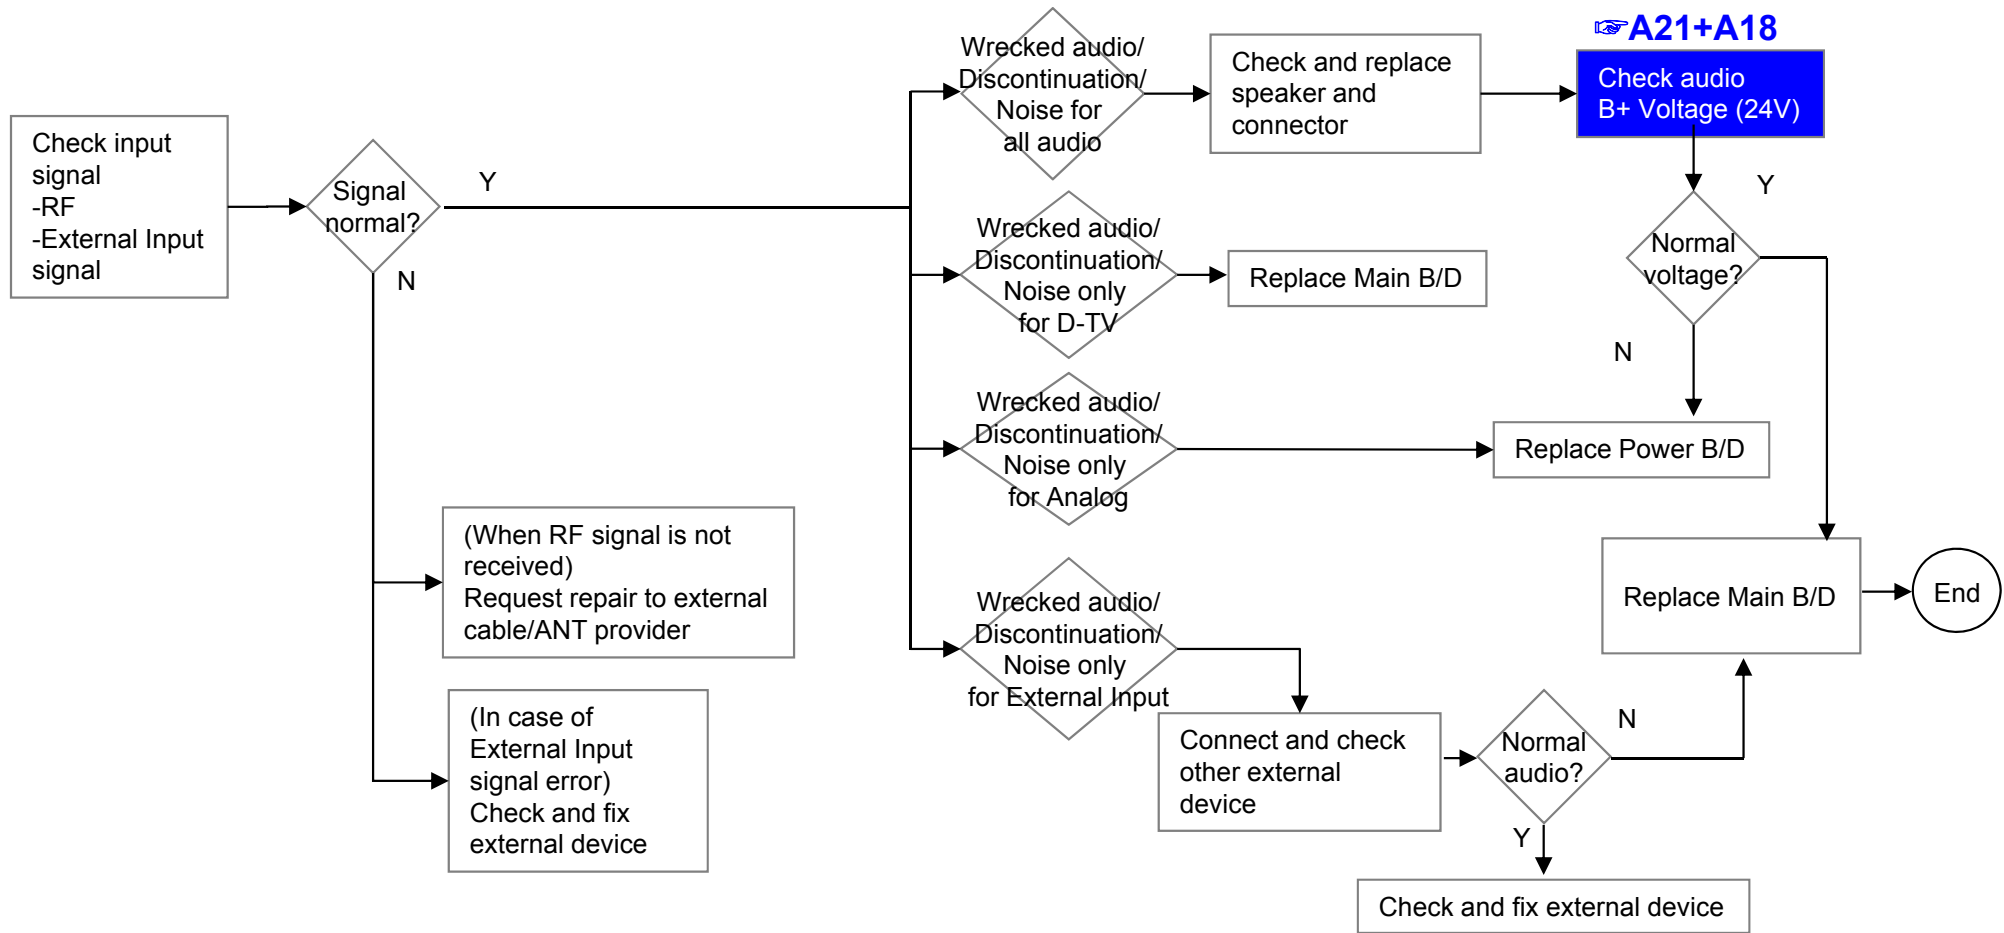 Check input
signal
-RF
-External Input
signal
Signal
normal?
Y
N
(When RF signal is not
received)
Request repair to external
cable/ANT provider
(In case of
External Input
signal error)
Check and fix
external device
Wrecked audio/
Discontinuation/
Noise for
all audio
Check and replace
speaker and
connector
☞A21+A18
Check audio
B+ Voltage (24V)
Y
Normal
voltage?
N
Wrecked audio/
Discontinuation/
Noise only
for D-TV
Replace Main B/D
Wrecked audio/
Discontinuation/
Noise only
for Analog
Replace Power B/D
Wrecked audio/
Discontinuation/
Noise only
for External Input
Connect and check
other external
device
Normal
audio?
N
Y
Replace Main B/D
End
Check and fix external device